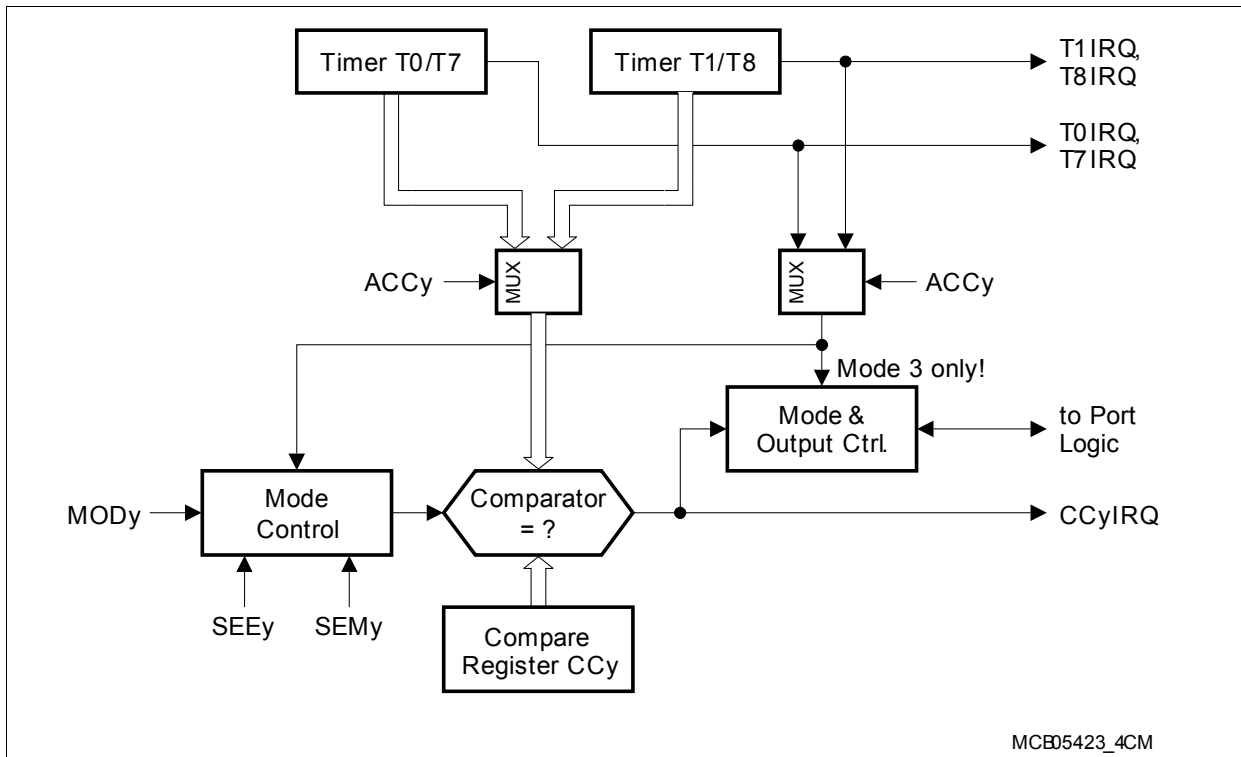 Timer T0/T7
Timer T1/T8
T1IRQ,
T8IRQ
T0IRQ,
T7IRQ
ACCy
MUX
MUX
ACCy
Mode 3 only!
Mode &
Output Ctrl.
to Port
Logic
MODy
Mode
Control
Comparator
= ?
CCyIRQ
SEEy
SEMy
Compare
Register CCy
MCB05423_4CM